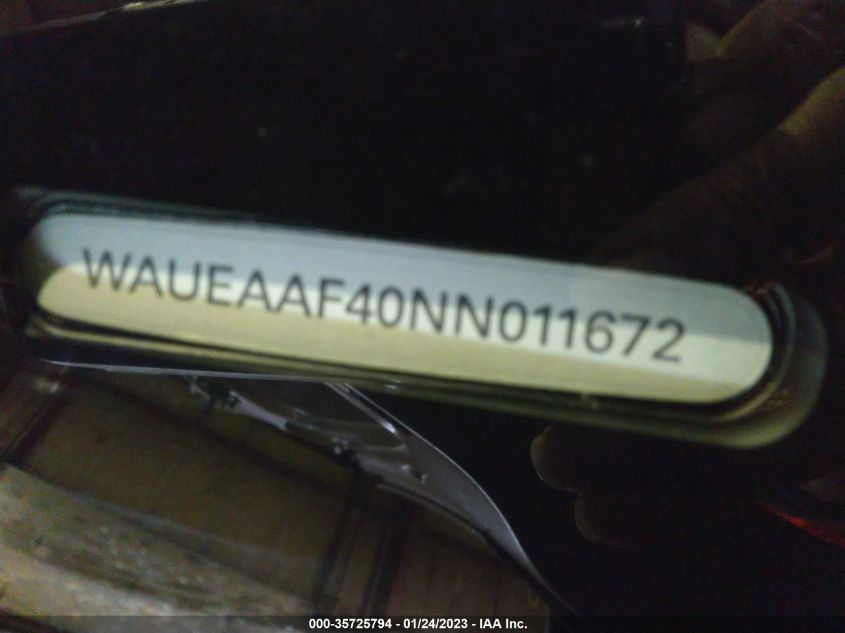 WAUEAAF40NN011672
000-35725794 - 01/24/2023 - IAA Inc.